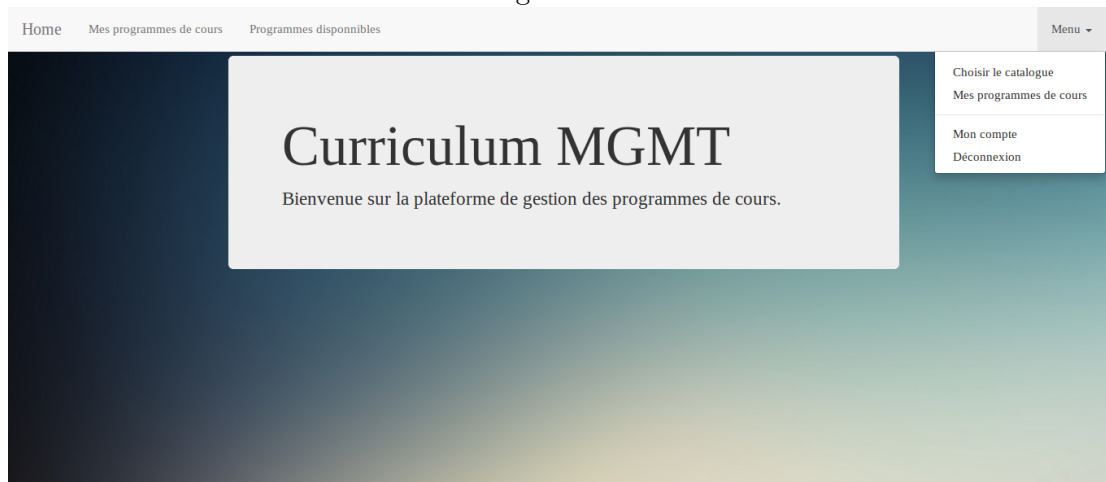 Home Mes programmes de cours Programmes disponnibles Menu
Choisir le catalogue
Mes programmes de cours
Mon compte
Déconnexion
Curriculum MGMT
Bienvenue sur la plateforme de gestion des programmes de cours.